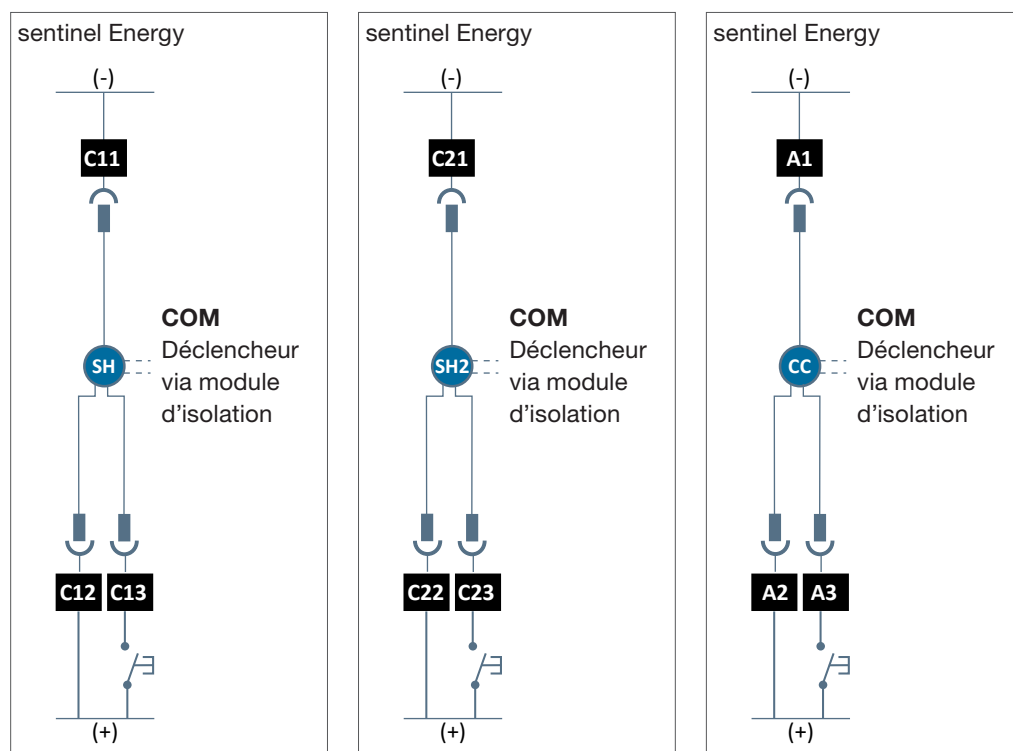 sentinel Energy
(-)
C11
COM
SH
Déclencheur
via module
d'isolation
C12
C13
(+)
sentinel Energy
(-)
C21
COM
SH2
Déclencheur
via module
d'isolation
C22
C23
(+)
sentinel Energy
(-)
A1
COM
CC
Déclencheur
via module
d'isolation
A2
A3
(+)